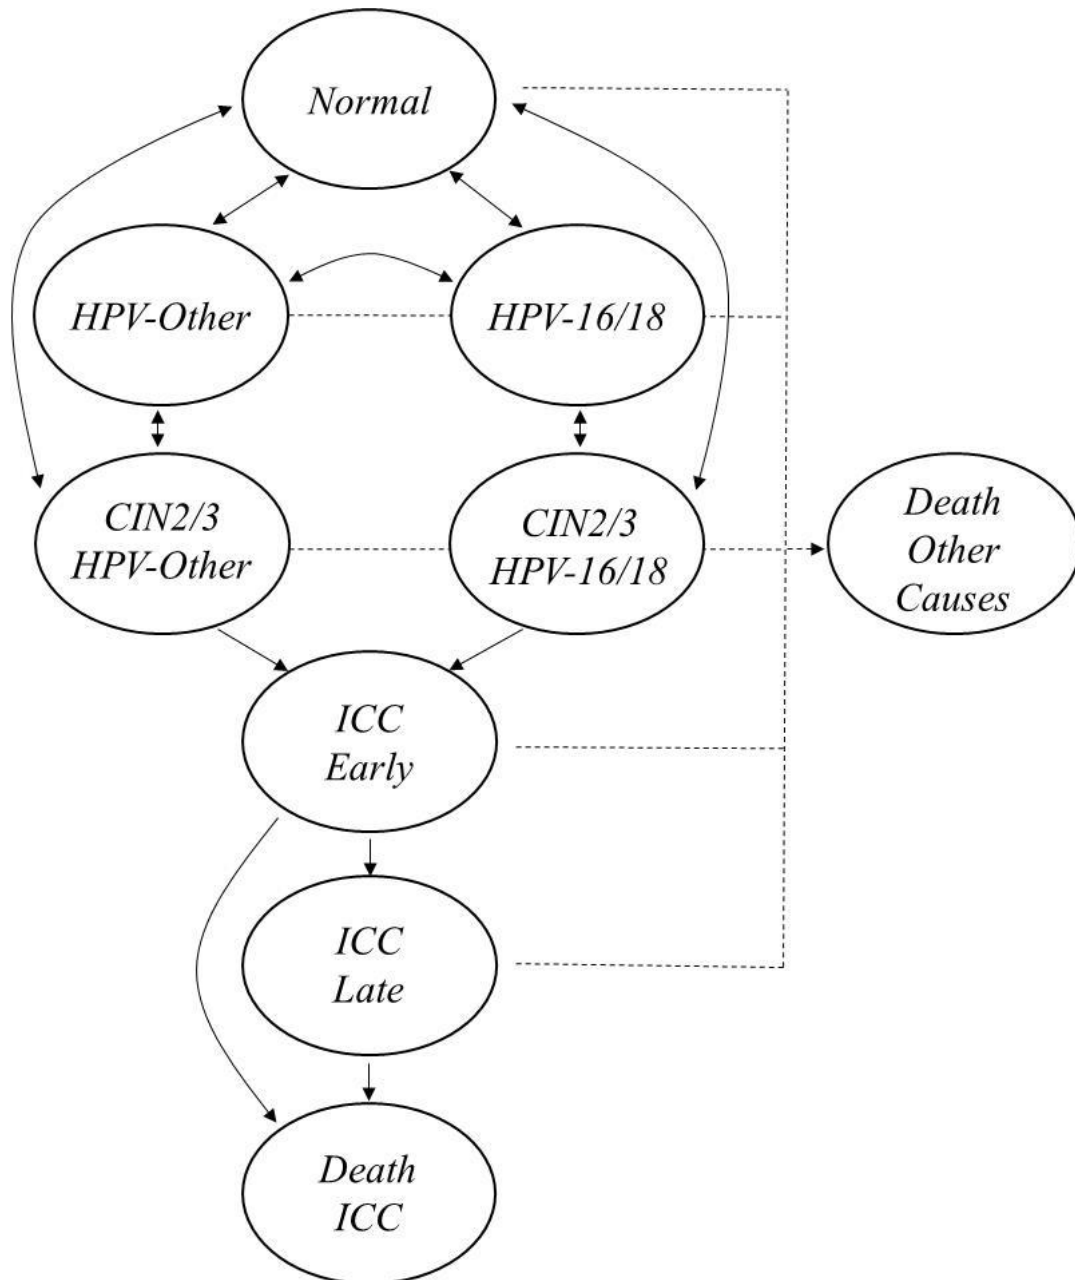 Normal
HPV-Other
HPV-16/18
CIN2/3
HPV-Other
CIN2/3
HPV-16/18
Death
Other
Causes
ICC
Early
ICC
Late
Death
ICC